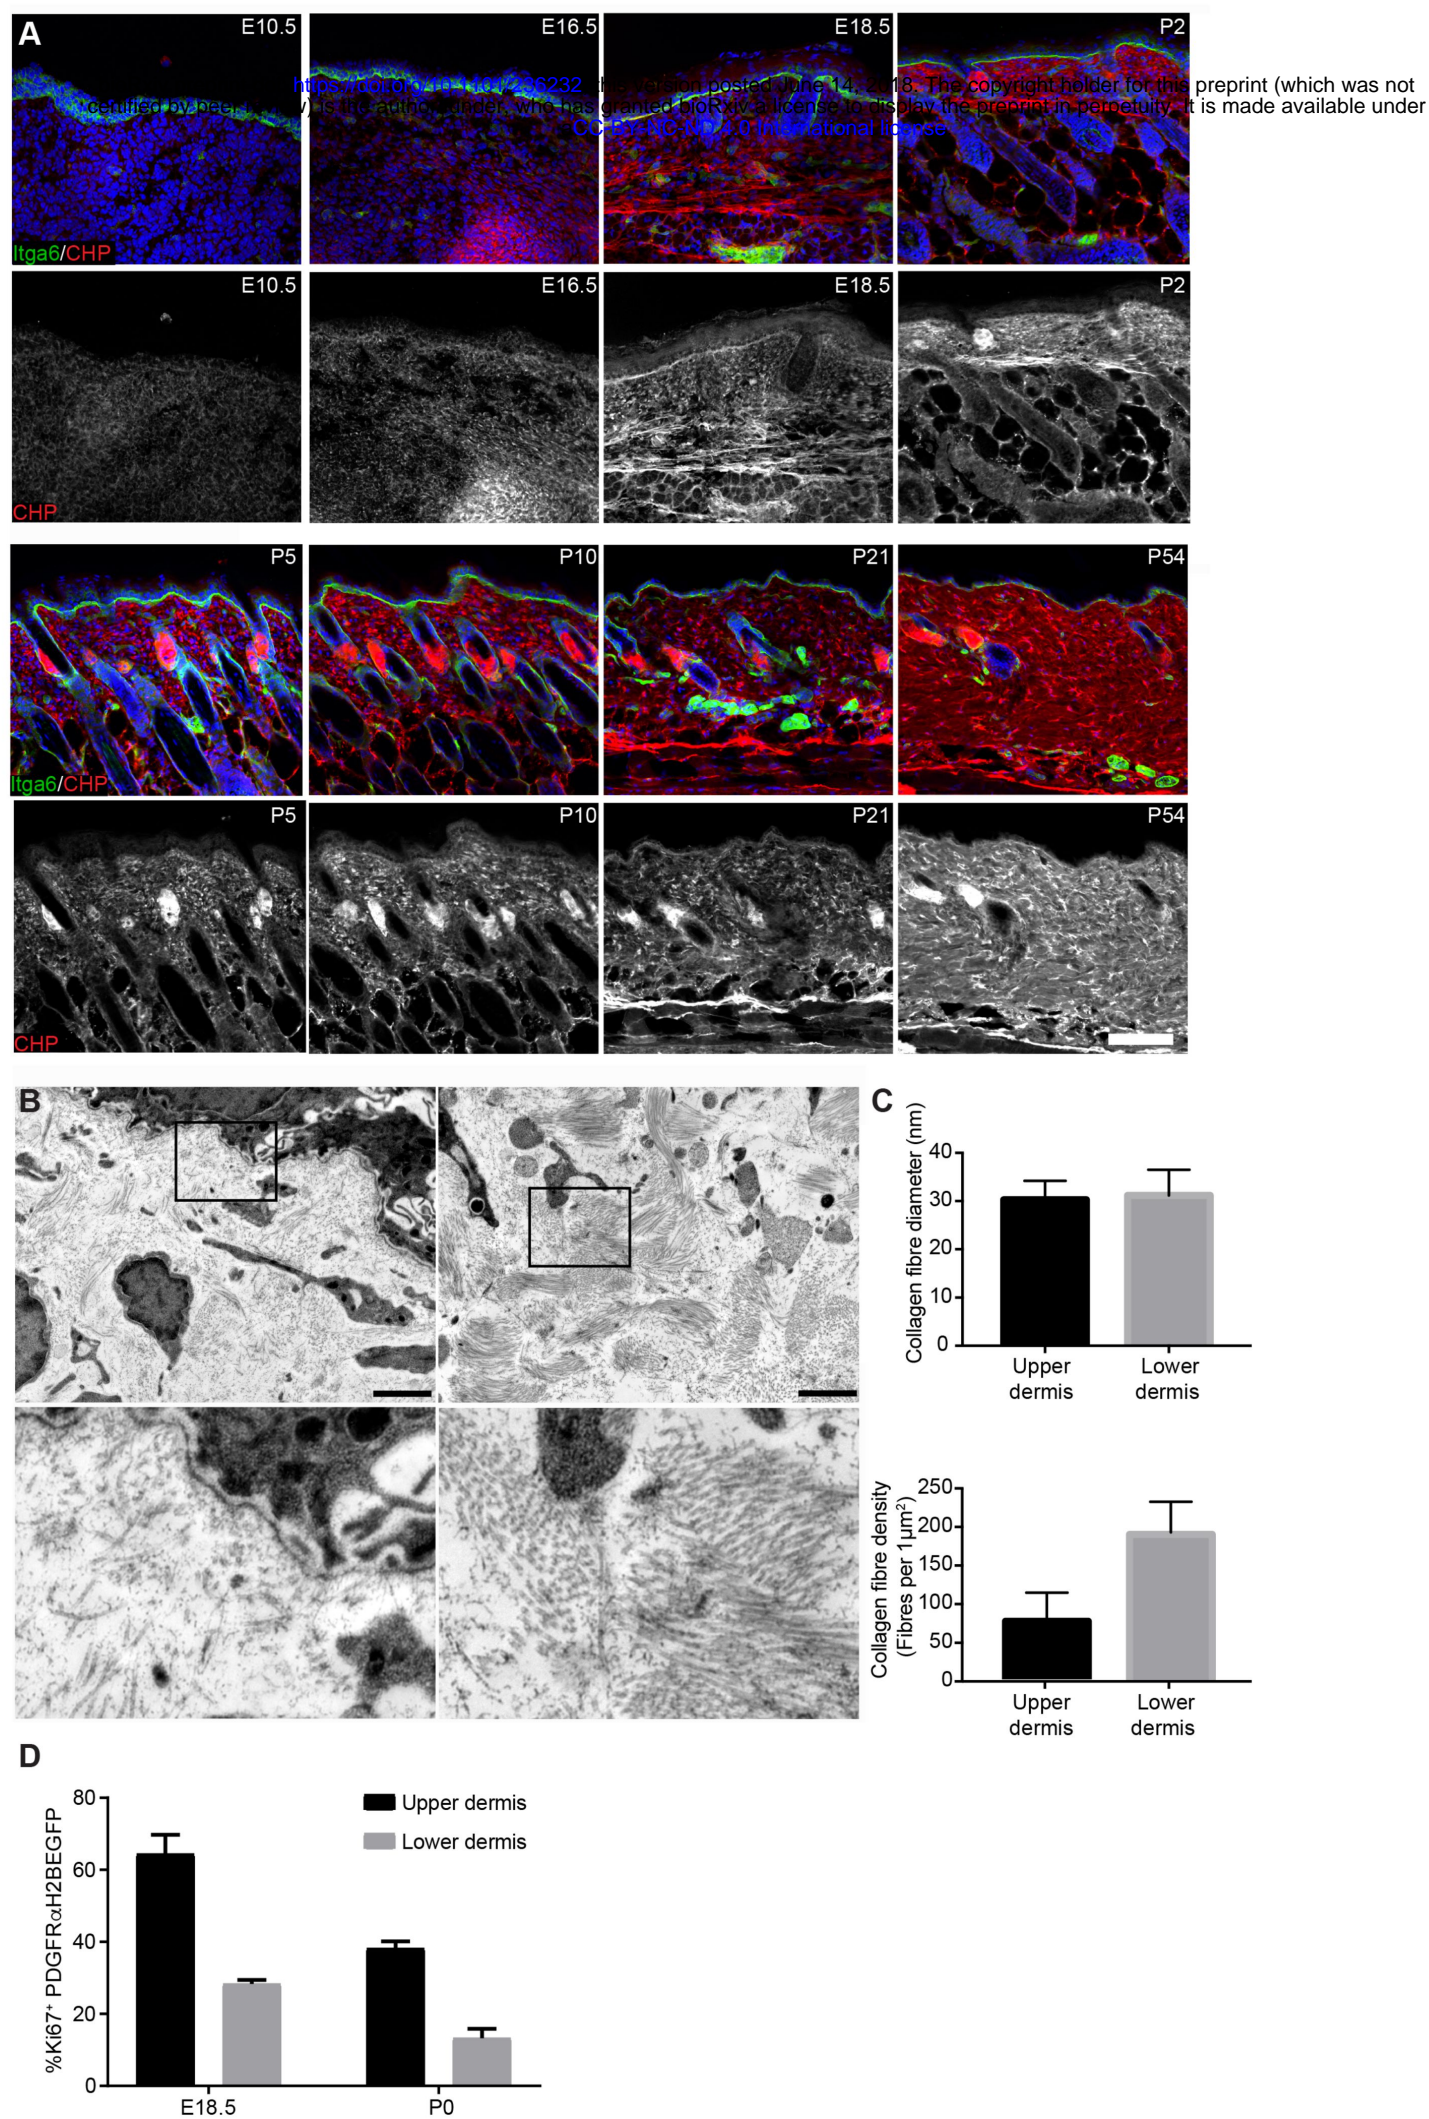 A
E10.5
E16.5
E18.5
P2
https://doi.org/10.1101/236232 this version posted June 14, 2018. The copyright holder for this preprint (which was not
certified by peer review) is the author/funder, who has granted bioRxiv a license to display the preprint in perpetuity. It is made available under
CC-BY-ND-ND 4.0 International license
Itga6/CHP
E10.5
E16.5
E18.5
P2
CHP
P5
P10
P21
P54
Itga6/CHP
P5
P10
P21
P54
CHP
B
C
Collagen fibre diameter (nm)
40
30
20
10
0
Upper dermis
Lower dermis
Collagen fibre density
(Fibres per 1µm²)
250
200
150
100
50
0
Upper dermis
Lower dermis
D
%Ki67⁺ PDGFRαH2BEGFP
80
60
40
20
0
Upper dermis
Lower dermis
E18.5
P0